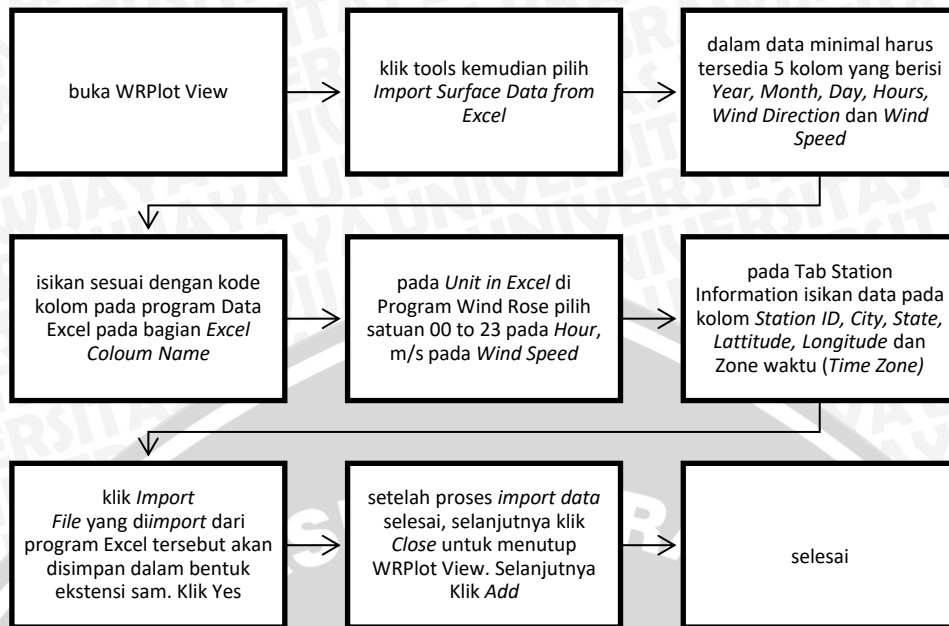 buka WRPlot View
klik tools kemudian pilih
Import Surface Data from
Excel
dalam data minimal harus
tersedia 5 kolom yang berisi
Year, Month, Day, Hours,
Wind Direction dan Wind
Speed
isikan sesuai dengan kode
kolom pada program Data
Excel pada bagian Excel
Coloum Name
pada Unit in Excel di
Program Wind Rose pilih
satuan 00 to 23 pada Hour,
m/s pada Wind Speed
pada Tab Station
Information isikan data pada
kolom Station ID, City, State,
Lattitude, Longitude dan
Zone waktu (Time Zone)
klik Import
File yang diimport dari
program Excel tersebut akan
disimpan dalam bentuk
ekstensi sam. Klik Yes
setelah proses import data
selesai, selanjutnya klik
Close untuk menutup
WRPlot View. Selanjutnya
Klik Add
selesai